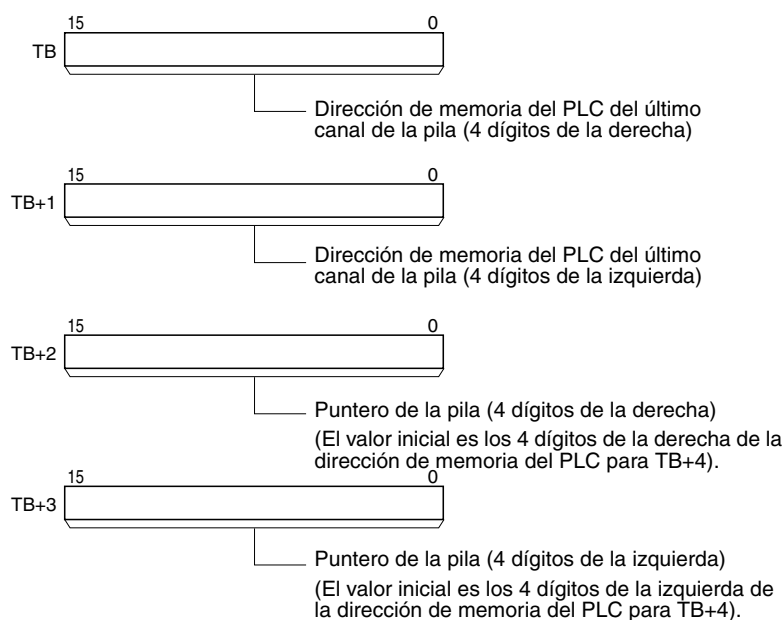 15 0
TB
Dirección de memoria del PLC del último
canal de la pila (4 dígitos de la derecha)
15 0
TB+1
Dirección de memoria del PLC del último
canal de la pila (4 dígitos de la izquierda)
15 0
TB+2
Puntero de la pila (4 dígitos de la derecha)
(El valor inicial es los 4 dígitos de la derecha de la
dirección de memoria del PLC para TB+4).
15 0
TB+3
Puntero de la pila (4 dígitos de la izquierda)
(El valor inicial es los 4 dígitos de la izquierda de
la dirección de memoria del PLC para TB+4).